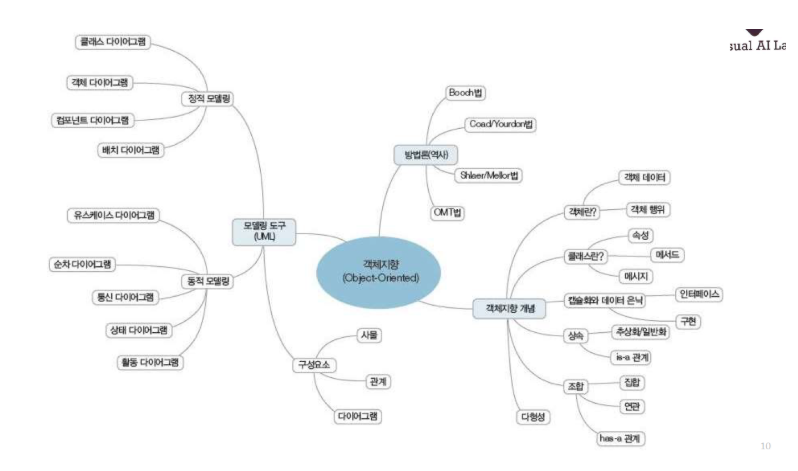 sual AI La
클래스 다이어그램
객체 다이어그램
정적 모델링
컴포넌트 다이어그램
배치 다이어그램
유스케이스 다이어그램
순차 다이어그램
동적 모델링
통신 다이어그램
상태 다이어그램
활동 다이어그램
모델링 도구
(UML)
구성요소
사물
관계
다이어그램
객체지향
(Object-Oriented)
방법론(역사)
Booch법
Coad/Yourdon법
Shlaer/Mellor법
OMT법
객체지향 개념
객체란?
객체 데이터
객체 행위
클래스란?
속성
메서드
메시지
캡슐화와 데이터 은닉
인터페이스
구현
상속
추상화/일반화
is-a 관계
조합
집합
연관
has-a 관계
다형성
10